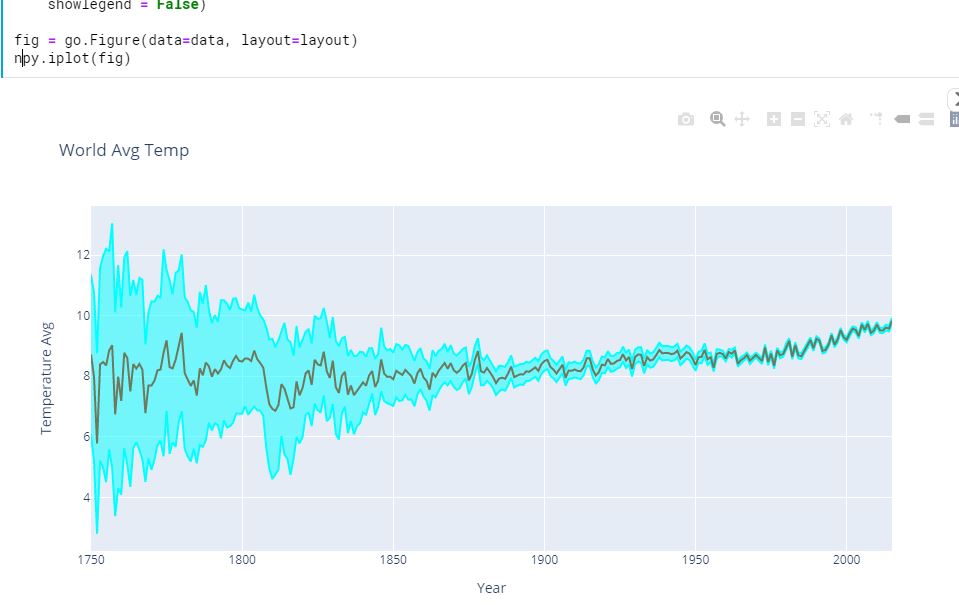 showlegend = False)
fig = go.Figure(data=data, layout=layout)
npy.iplot(fig)
World Avg Temp
12
10
8
6
4
Temperature Avg
1750 1800 1850 1900 1950 2000
Year